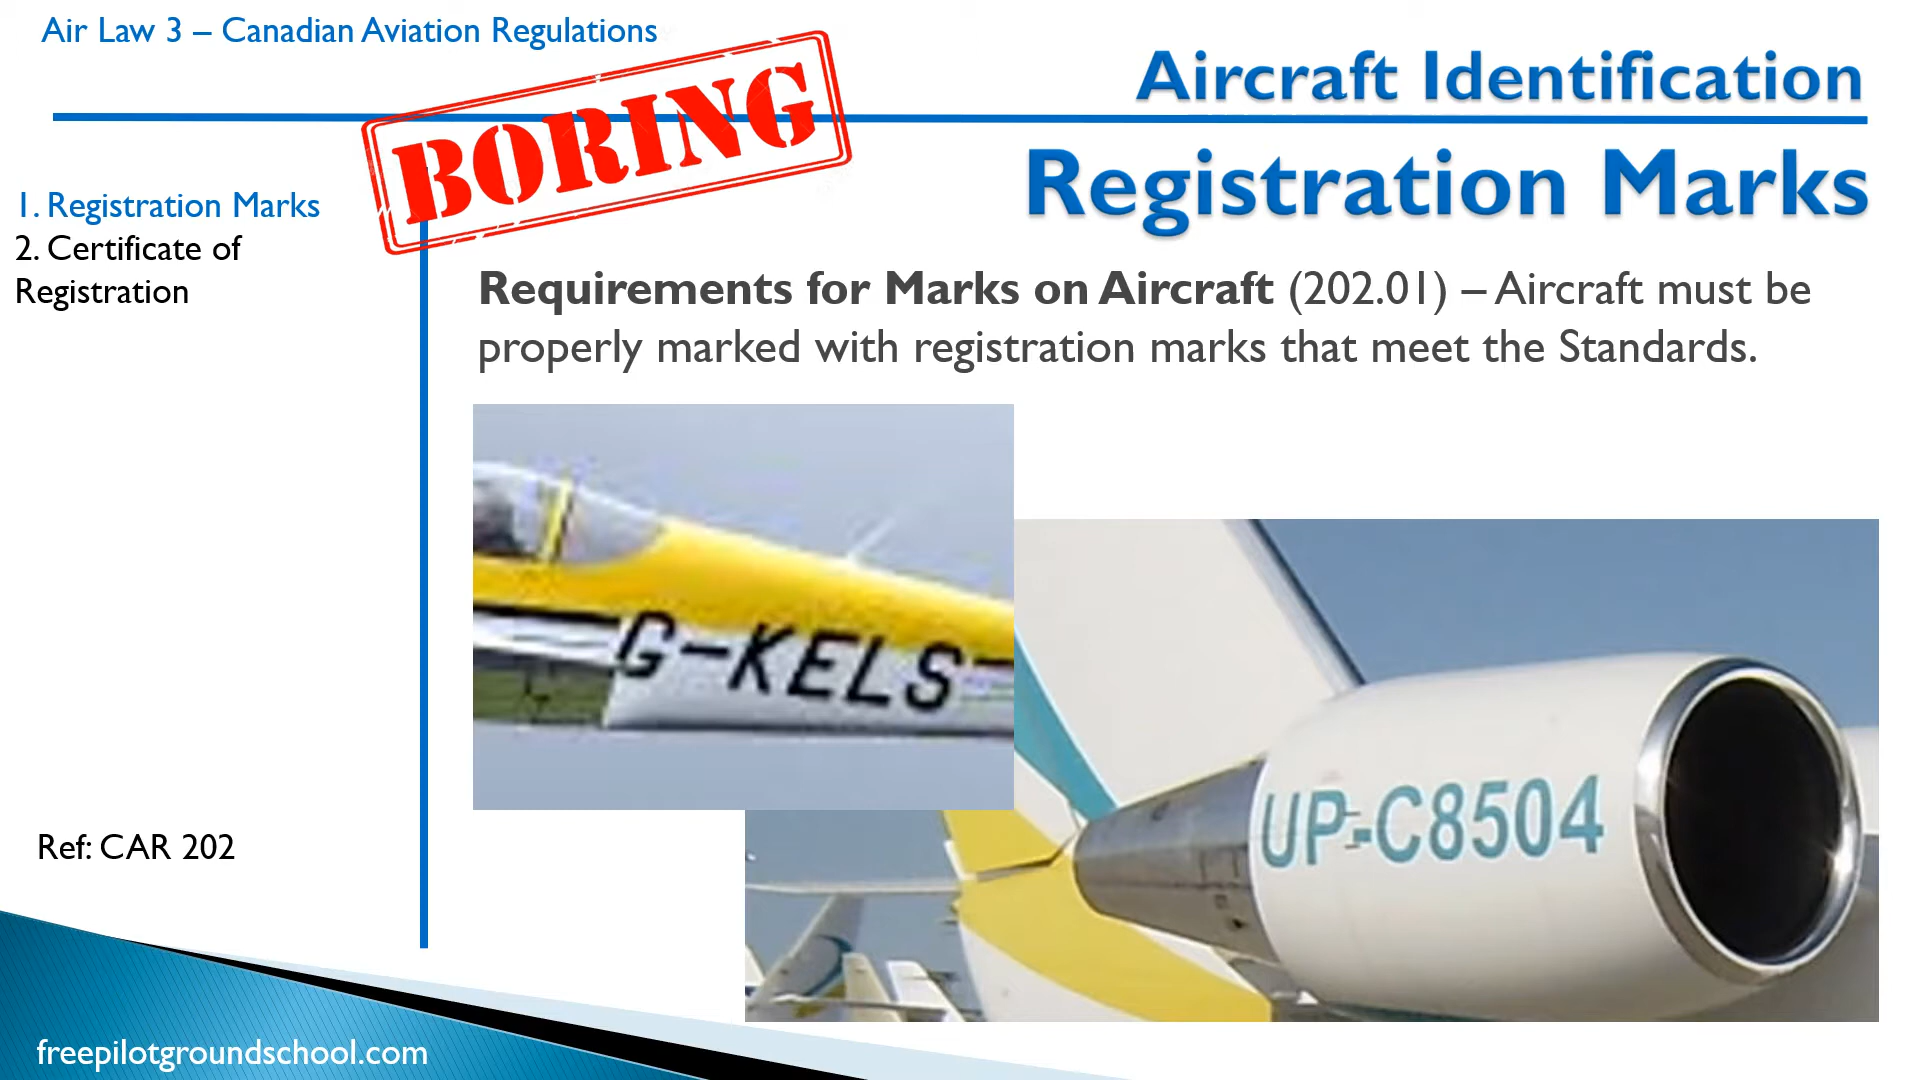 Air Law 3 – Canadian Aviation Regulations
BORING
Aircraft Identification
Registration Marks
1. Registration Marks
2. Certificate of
Registration
Requirements for Marks on Aircraft (202.01) – Aircraft must be
properly marked with registration marks that meet the Standards.
G-KELS
UP-C8504
Ref: CAR 202
freepilotgroundschool.com